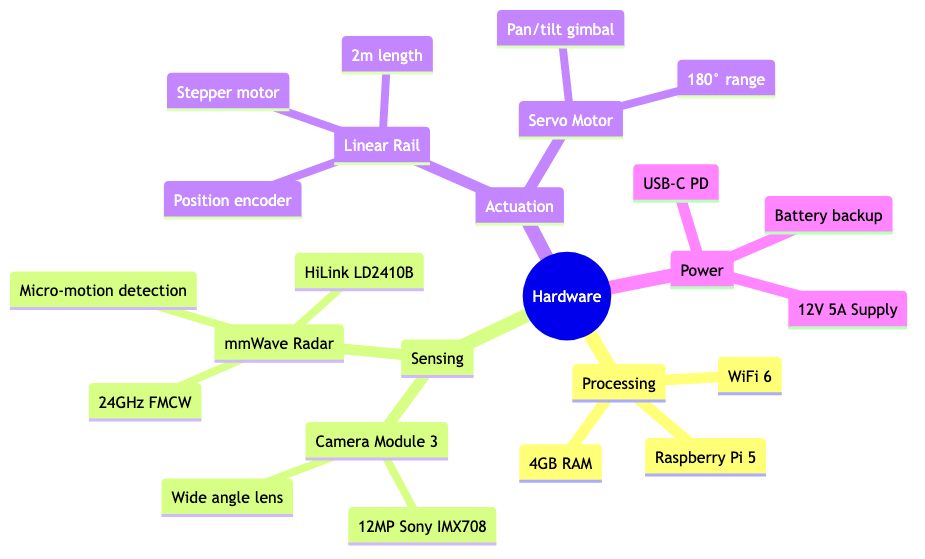 Pan/tilt gimbal
2m length
180° range
Stepper motor
Servo Motor
Linear Rail
USB-C PD
Position encoder
Actuation
Battery backup
HiLink LD2410B
Power
Micro-motion detection
Hardware
12V 5A Supply
mmWave Radar
Sensing
WiFi 6
Processing
24GHz FMCW
Camera Module 3
Raspberry Pi 5
4GB RAM
Wide angle lens
12MP Sony IMX708